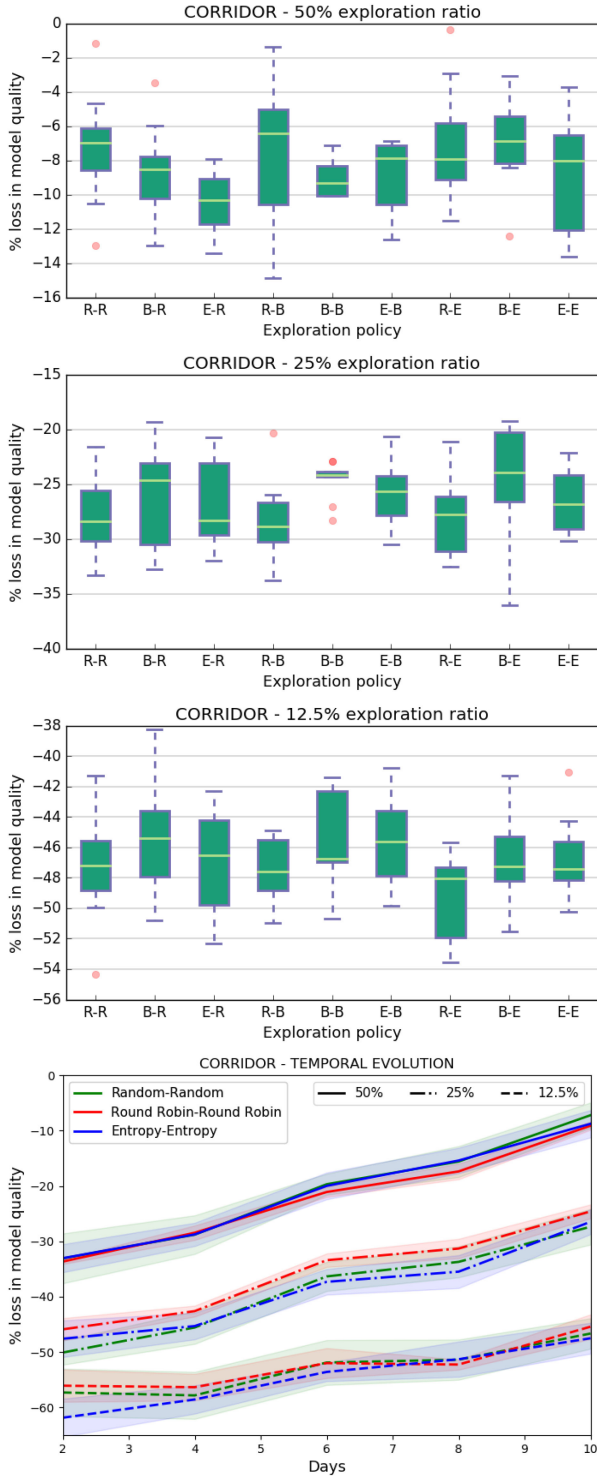 CORRIDOR - 50% exploration ratio
0
−2
−4
−6
−8
−10
−12
−14
−16
% loss in model quality
R-R B-R E-R R-B B-B E-B R-E B-E E-E
Exploration policy
CORRIDOR - 25% exploration ratio
−15
−20
−25
−30
−35
−40
% loss in model quality
R-R B-R E-R R-B B-B E-B R-E B-E E-E
Exploration policy
CORRIDOR - 12.5% exploration ratio
−38
−40
−42
−44
−46
−48
−50
−52
−54
−56
% loss in model quality
R-R B-R E-R R-B B-B E-B R-E B-E E-E
Exploration policy
CORRIDOR - TEMPORAL EVOLUTION
Random-Random
Round Robin-Round Robin
Entropy-Entropy
50% 25% 12.5%
0
−10
−20
−30
−40
−50
−60
% loss in model quality
2 3 4 5 6 7 8 9 10
Days